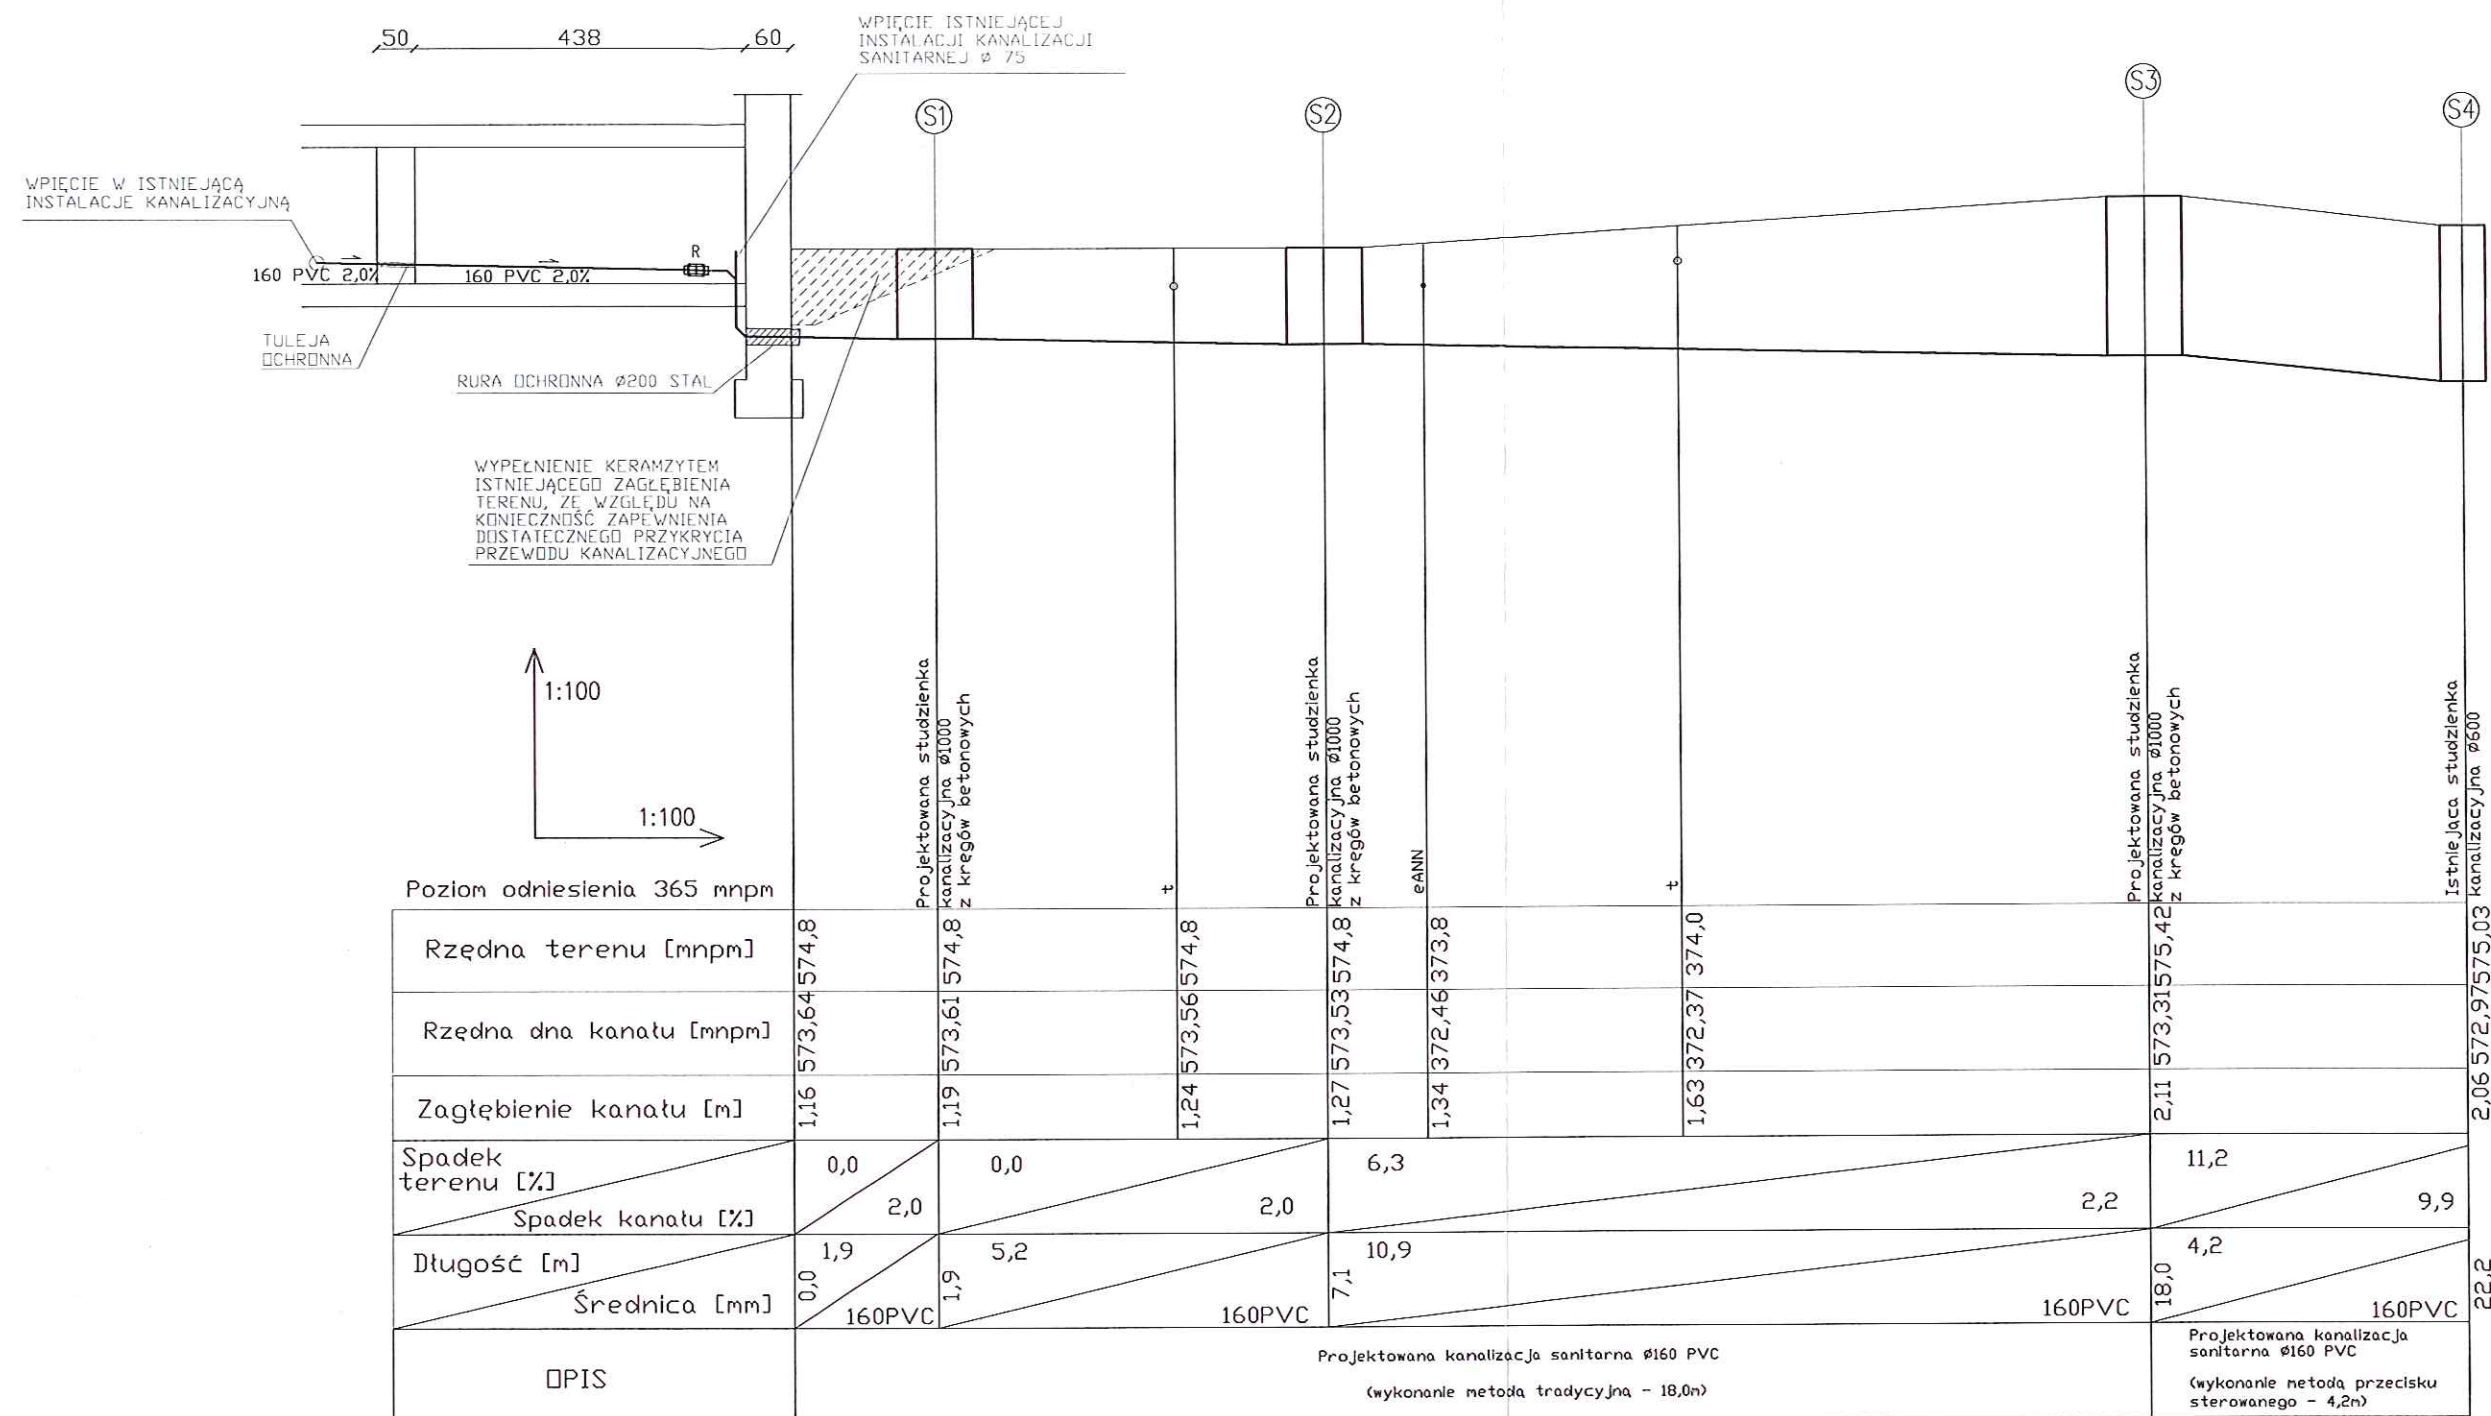 50
438
60
WPIĘCIE ISTNIEJĄCEJ
INSTALACJI KANALIZACJI
SANITARNEJ ø 75
S1
S2
S3
S4
WPIĘCIE W ISTNIEJĄCĄ
INSTALACJE KANALIZACYJNĄ
R
160 PVC 2,0%
160 PVC 2,0%
TULEJA
OCHRONNA
RURA OCHRONNA ø200 STAL
WYPEŁNIENIE KERAMZYTEM
ISTNIEJĄCEGO ZAGŁĘBIENIA
TERENU, ZE WZGLĘDU NA
KONIECZNOŚĆ ZAPEWNIENIA
DOSTATECZNEGO PRZYKRYCIA
PRZEWODU KANALIZACYJNEGO
1:100
1:100
Projektowana studzienka
kanalizacyjna ø1000
z kręgów betonowych
t
Projektowana studzienka
kanalizacyjna ø1000
z kręgów betonowych
eANN
t
Projektowana studzienka
kanalizacyjna ø1000
z kręgów betonowych
Istniejaca studzienka
kanalizacyjna ø600
Poziom odniesienia 365 mnpm
Rzędna terenu [mnpm]
574,8
574,8
574,8
574,8
373,8
374,0
575,42
575,03
Rzędna dna kanału [mnpm]
573,64
573,61
573,56
573,53
372,46
372,37
573,31
572,97
Zagłębienie kanału [m]
1,16
1,19
1,24
1,27
1,34
1,63
2,11
2,06
Spadek
terenu [%]
0,0
0,0
6,3
11,2
Spadek kanału [%]
2,0
2,0
2,2
9,9
Długość [m]
1,9
5,2
10,9
4,2
0,0
1,9
7,1
18,0
22,2
Średnica [mm]
160PVC
160PVC
160PVC
160PVC
OPIS
Projektowana kanalizacja sanitarna ø160 PVC
(wykonanie metoda tradycyjna - 18,0m)
Projektowana kanalizacja
sanitarna ø160 PVC
(wykonanie metoda przecisku
sterowanego - 4,2m)